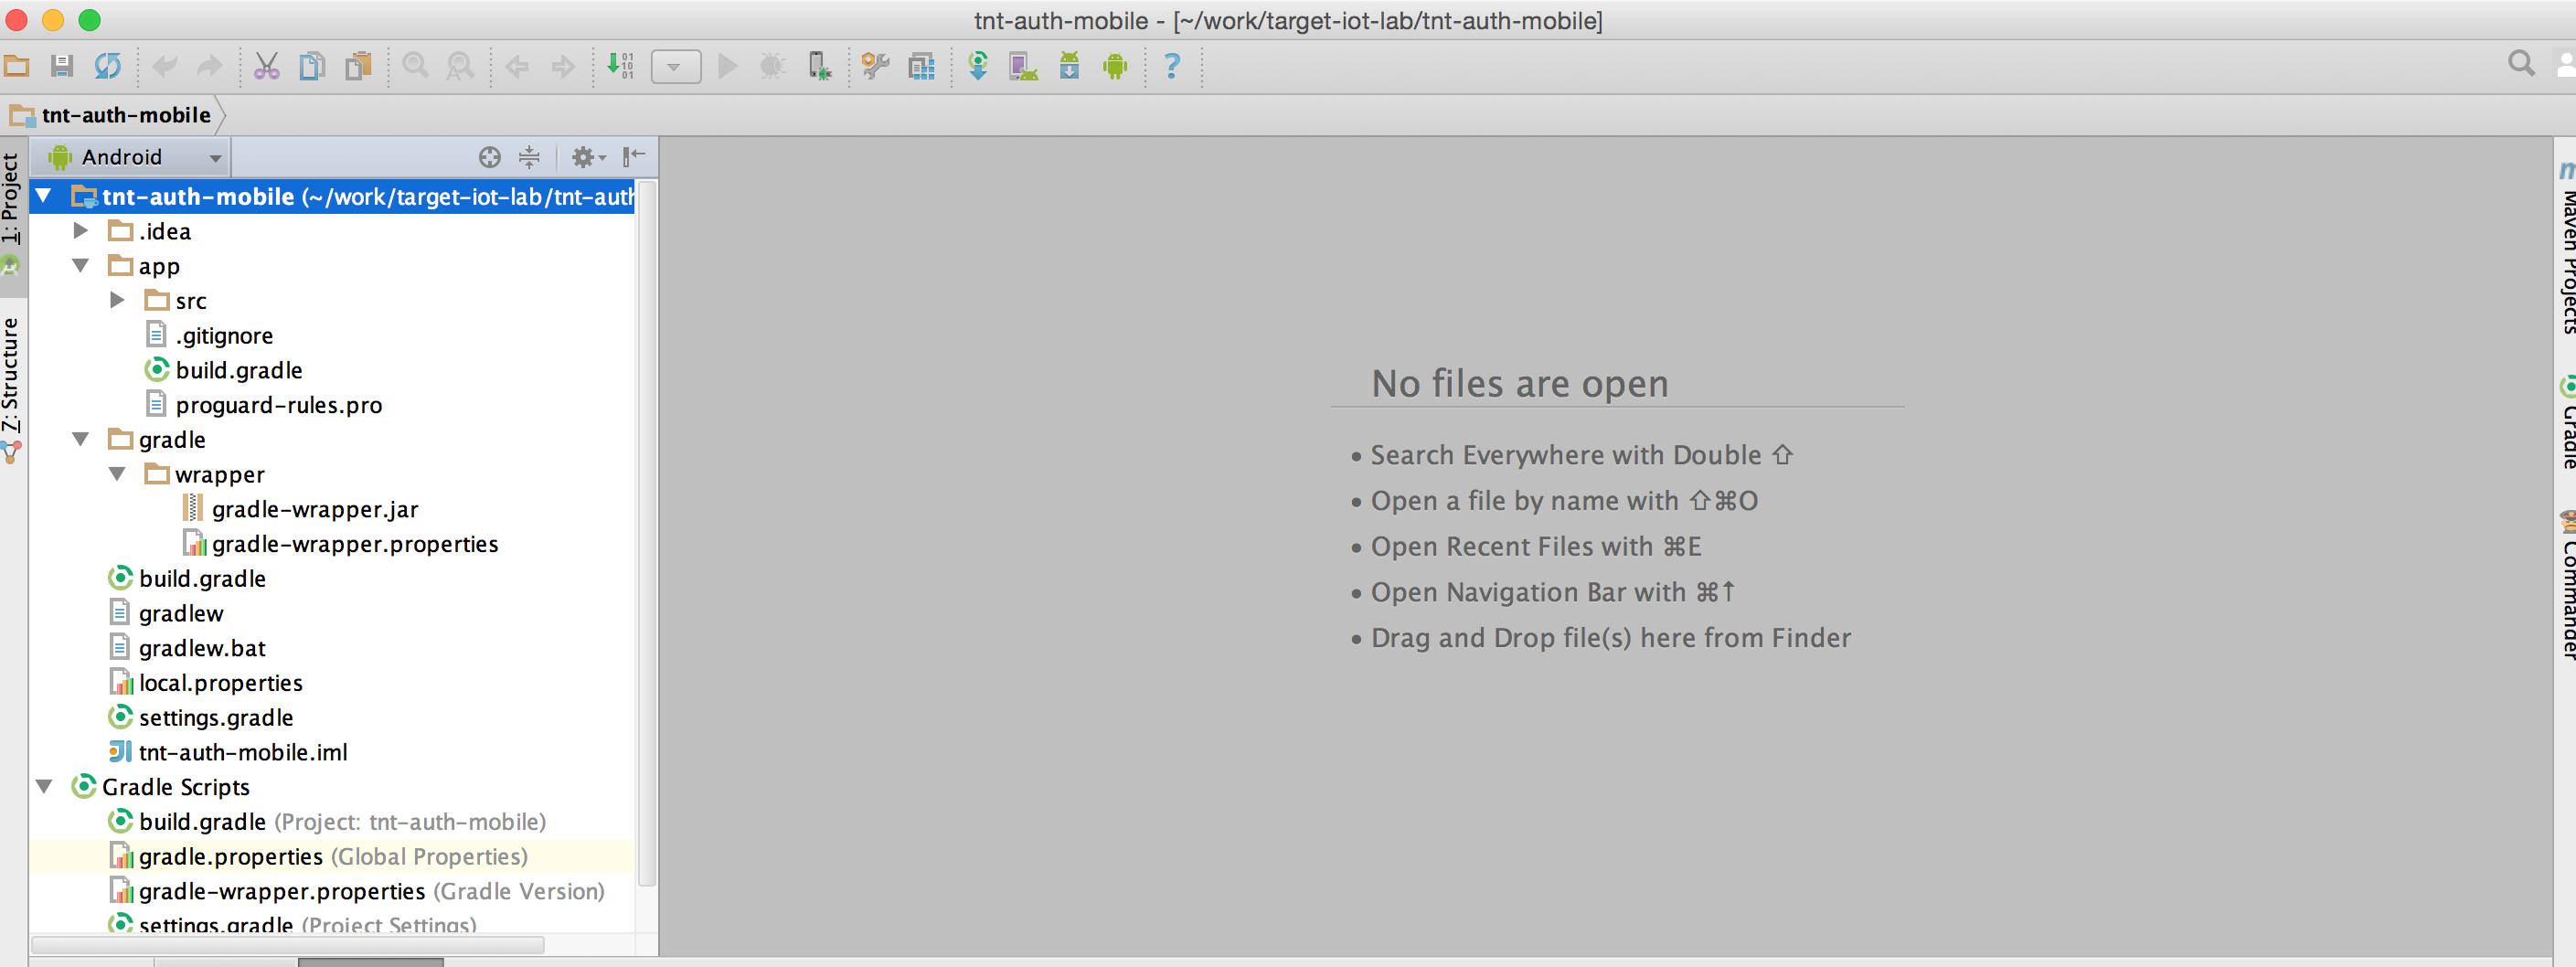 tnt-auth-mobile - [~/work/target-iot-lab/tnt-auth-mobile]
01
10
01
A
?
tnt-auth-mobile
Android
1: Project
Z: Structure
tnt-auth-mobile (~/work/target-iot-lab/tnt-auth
.idea
app
src
.gitignore
build.gradle
proguard-rules.pro
gradle
wrapper
gradle-wrapper.jar
gradle-wrapper.properties
build.gradle
gradlew
gradlew.bat
local.properties
settings.gradle
tnt-auth-mobile.iml
Gradle Scripts
build.gradle (Project: tnt-auth-mobile)
gradle.properties (Global Properties)
gradle-wrapper.properties (Gradle Version)
settings.gradle (Project Settings)
No files are open
• Search Everywhere with Double ⇧
• Open a file by name with ⇧⌘O
• Open Recent Files with ⌘E
• Open Navigation Bar with ⌘↑
• Drag and Drop file(s) here from Finder
m
Maven Projects
Gradle
Commander